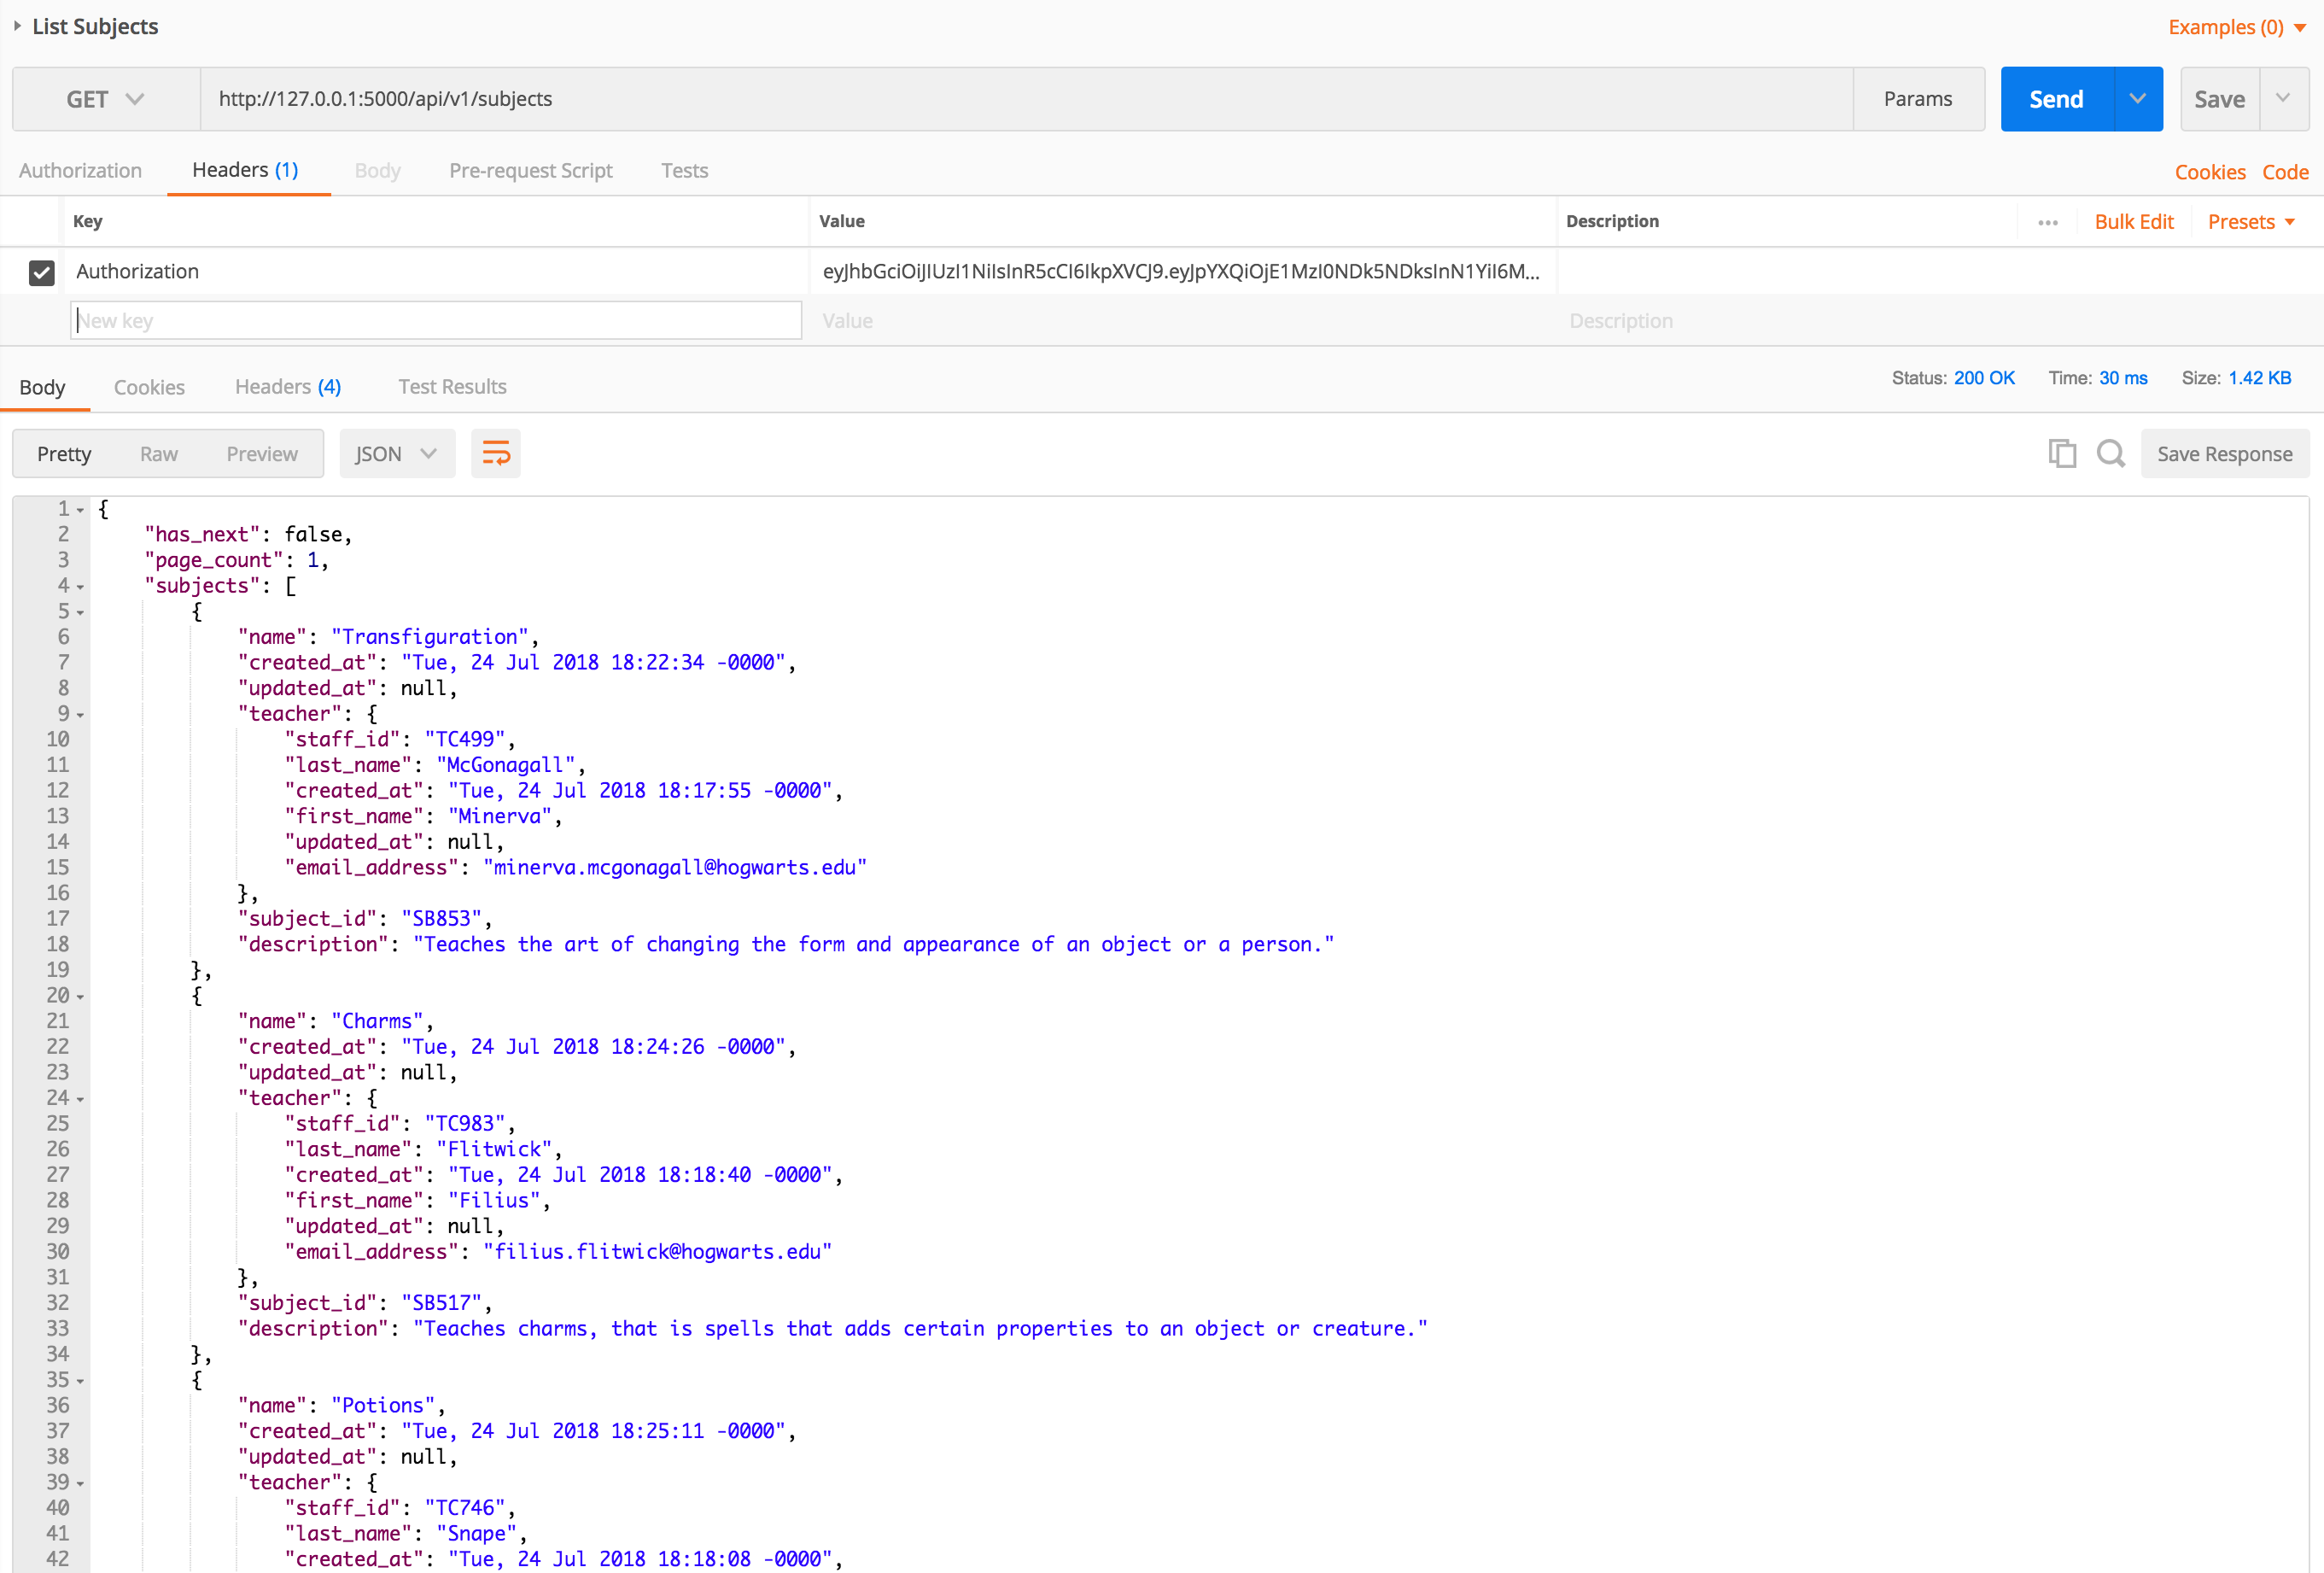 List Subjects
Examples (0)
GET http://127.0.0.1:5000/api/v1/subjects Params Send Save
Authorization Headers (1) Body Pre-request Script Tests Cookies Code
Key Value Description ••• Bulk Edit Presets
Authorization eyJhbGciOiJIUzI1NiIsInR5cCI6IkpXVCJ9.eyJpYXQiOjE1MzI0NDk5NDksInN1YiI6M...
New key Value Description
Body Cookies Headers (4) Test Results Status: 200 OK Time: 30 ms Size: 1.42 KB
Pretty Raw Preview JSON Save Response
1 {
2 "has_next": false,
3 "page_count": 1,
4 "subjects": [
5 {
6 "name": "Transfiguration",
7 "created_at": "Tue, 24 Jul 2018 18:22:34 -0000",
8 "updated_at": null,
9 "teacher": {
10 "staff_id": "TC499",
11 "last_name": "McGonagall",
12 "created_at": "Tue, 24 Jul 2018 18:17:55 -0000",
13 "first_name": "Minerva",
14 "updated_at": null,
15 "email_address": "minerva.mcgonagall@hogwarts.edu"
16 },
17 "subject_id": "SB853",
18 "description": "Teaches the art of changing the form and appearance of an object or a person."
19 },
20 {
21 "name": "Charms",
22 "created_at": "Tue, 24 Jul 2018 18:24:26 -0000",
23 "updated_at": null,
24 "teacher": {
25 "staff_id": "TC983",
26 "last_name": "Flitwick",
27 "created_at": "Tue, 24 Jul 2018 18:18:40 -0000",
28 "first_name": "Filius",
29 "updated_at": null,
30 "email_address": "filius.flitwick@hogwarts.edu"
31 },
32 "subject_id": "SB517",
33 "description": "Teaches charms, that is spells that adds certain properties to an object or creature."
34 },
35 {
36 "name": "Potions",
37 "created_at": "Tue, 24 Jul 2018 18:25:11 -0000",
38 "updated_at": null,
39 "teacher": {
40 "staff_id": "TC746",
41 "last_name": "Snape",
42 "created_at": "Tue, 24 Jul 2018 18:18:08 -0000",